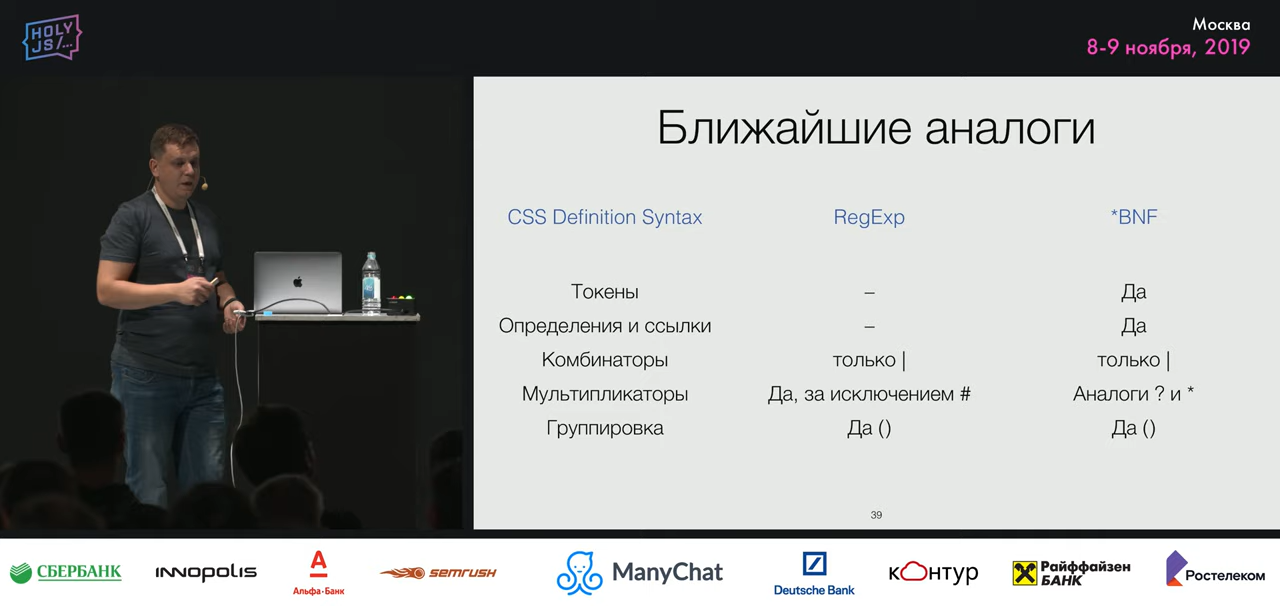 HOLY
JS/...
Москва
8-9 ноября, 2019
Ближайшие аналоги
CSS Definition Syntax RegExp *BNF
Токены – Да
Определения и ссылки – Да
Комбинаторы только | только |
Мультипликаторы Да, за исключением # Аналоги ? и *
Группировка Да () Да ()
39
СБЕРБАНК
INNOPOLIS
А
Альфа·Банк
semrush
ManyChat
Deutsche Bank
контур
Райффайзен
БАНК
Ростелеком